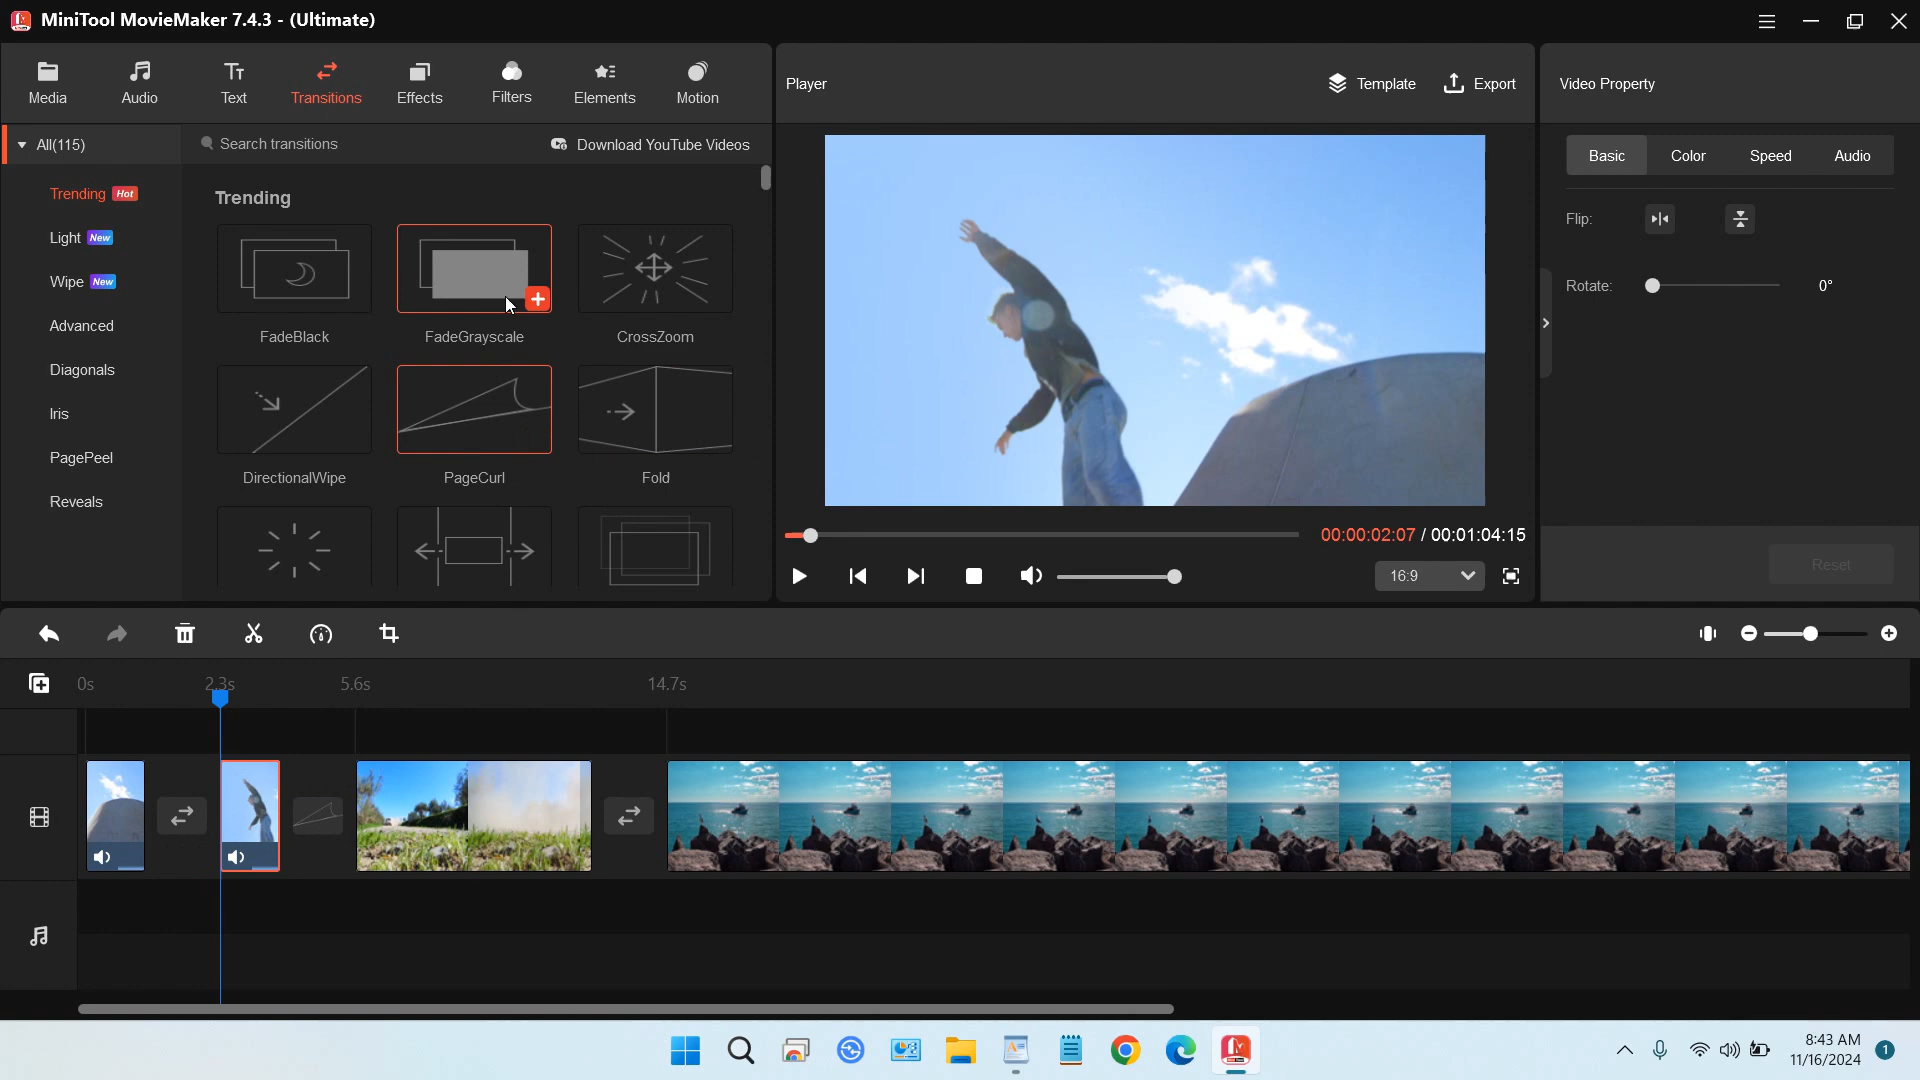 MiniTool MovieMaker 7.4.3 - (Ultimate)
Media
Audio
Text
Transitions
Effects
Filters
Elements
Motion
Player
Template
Export
Video Property
All(115)
Search transitions
Download YouTube Videos
Trending Hot
Light New
Wipe New
Advanced
Diagonals
Iris
PagePeel
Reveals
Trending
FadeBlack
FadeGrayscale
CrossZoom
DirectionalWipe
PageCurl
Fold
Basic
Color
Speed
Audio
Flip:
Rotate:
0°
00:00:02:07 / 00:01:04:15
16:9
Reset
0s
2.3s
5.6s
14.7s
8:43 AM
11/16/2024
1